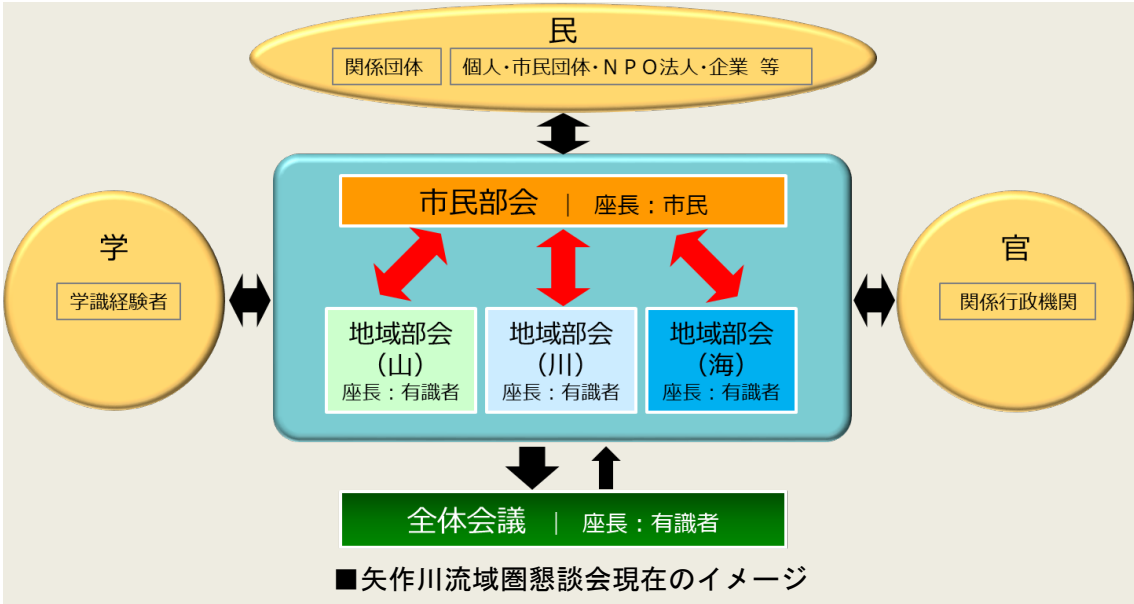 民
関係団体
個人･市民団体･ＮＰＯ法人･企業 等
市民部会 ｜ 座長：市民
学
学識経験者
官
関係行政機関
地域部会
（山）
座長：有識者
地域部会
（川）
座長：有識者
地域部会
（海）
座長：有識者
全体会議 ｜ 座長：有識者
■矢作川流域圏懇談会現在のイメージ